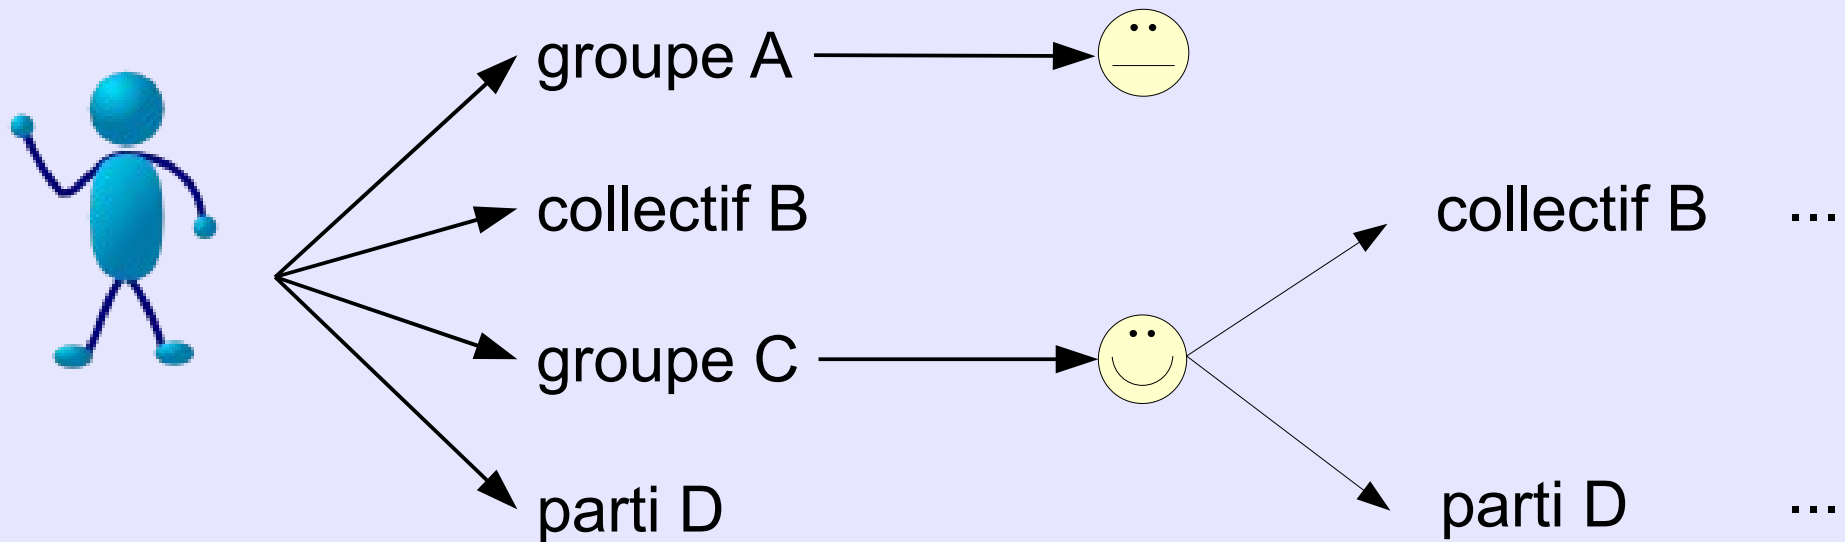 groupe A
collectif B
collectif B ...
groupe C
parti D
parti D ...